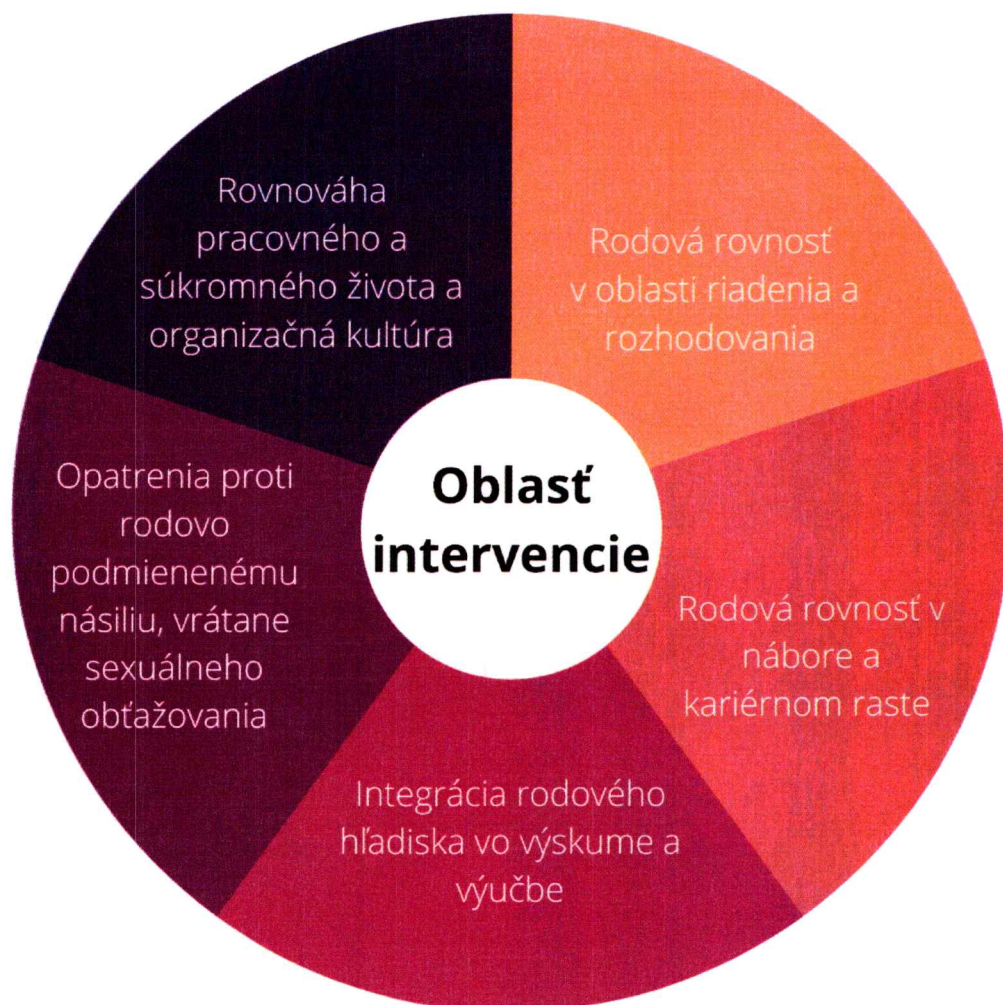 Rovnováha
pracovného a
súkromného života a
organizačná kultúra
Rodová rovnosť
v oblasti riadenia a
rozhodovania
Oblasť
intervencie
Opatrenia proti
rodovo
podmienenému
násiliu, vrátane
sexuálneho
obťažovania
Rodová rovnosť v
nábore a
kariérnom raste
Integrácia rodového
hľadiska vo výskume a
výučbe